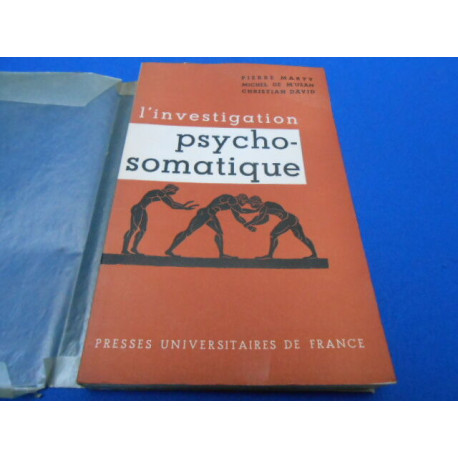 PIERRE MARTY
MICHEL DE M'UZAN
CHRISTIAN DAVID
l'investigation
psycho-
somatique
PRESSES UNIVERSITAIRES DE FRANCE